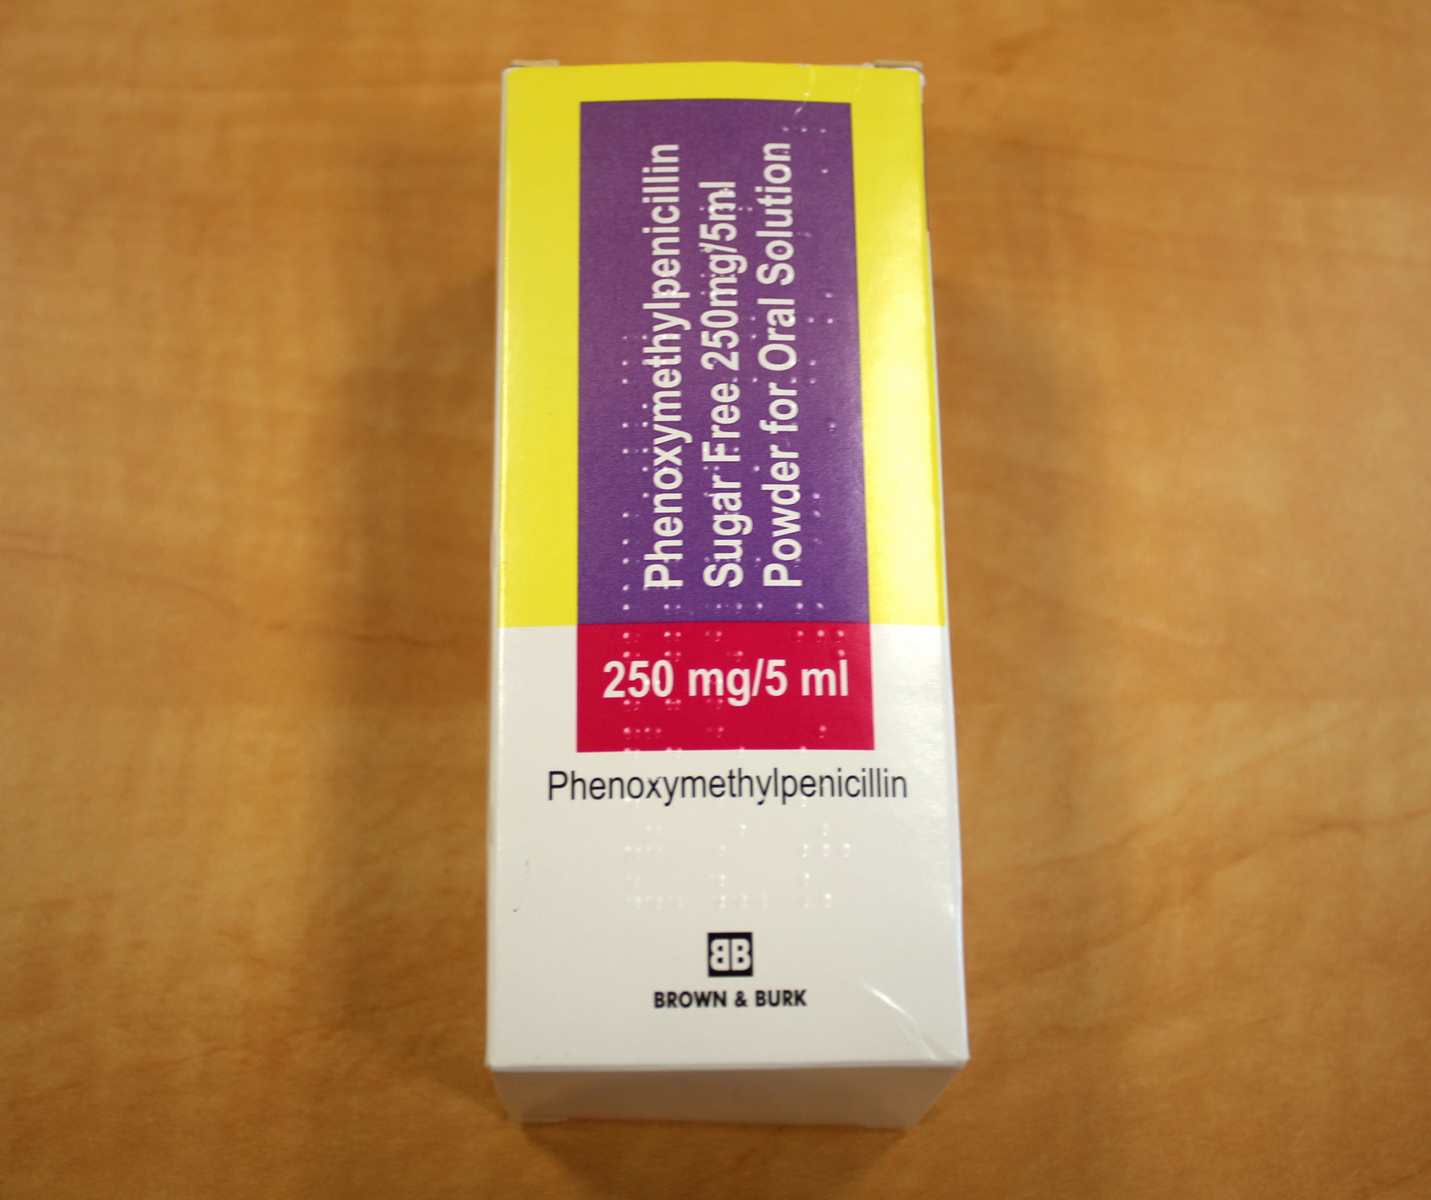 Phenoxymethylpenicillin
Sugar Free 250mg/5ml
Powder for Oral Solution
250 mg/5 ml
Phenoxymethylpenicillin
BB
BROWN & BURK